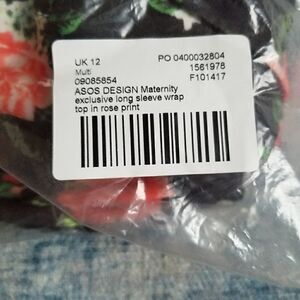 UK 12 PO 0400032804
Multi 1561978
09085854 F101417
ASOS DESIGN Maternity
exclusive long sleeve wrap
top in rose print